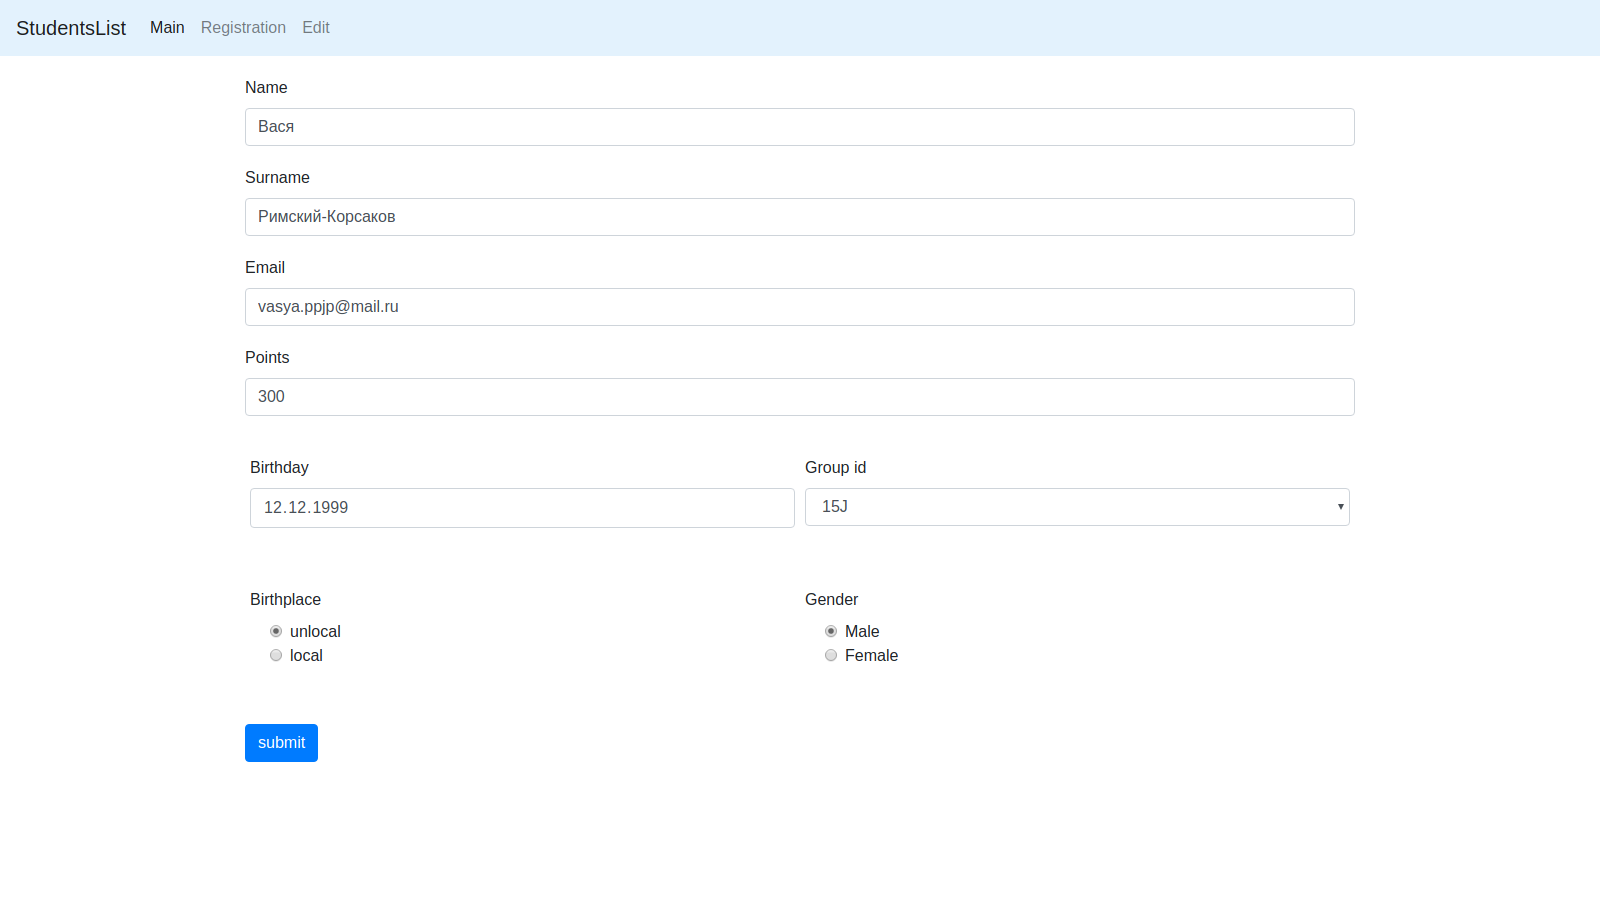 StudentsList Main Registration Edit
Name
Вася
Surname
Римский-Корсаков
Email
vasya.ppjp@mail.ru
Points
300
Birthday Group id
12.12.1999 15J
Birthplace Gender
unlocal Male
local Female
submit